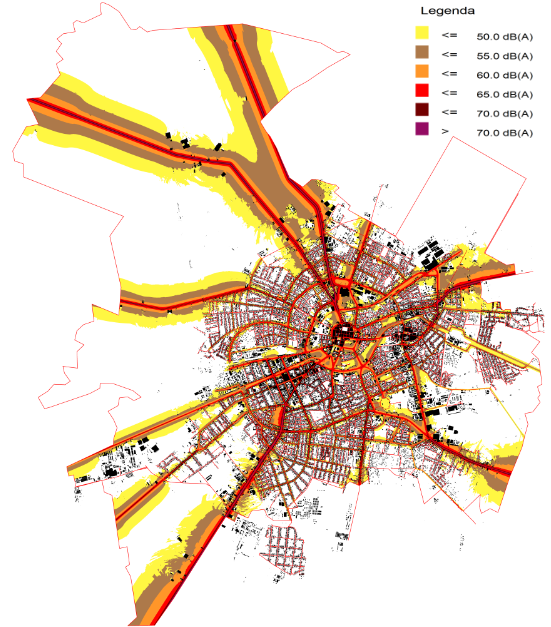 Legenda
<= 50.0 dB(A)
<= 55.0 dB(A)
<= 60.0 dB(A)
<= 65.0 dB(A)
<= 70.0 dB(A)
> 70.0 dB(A)